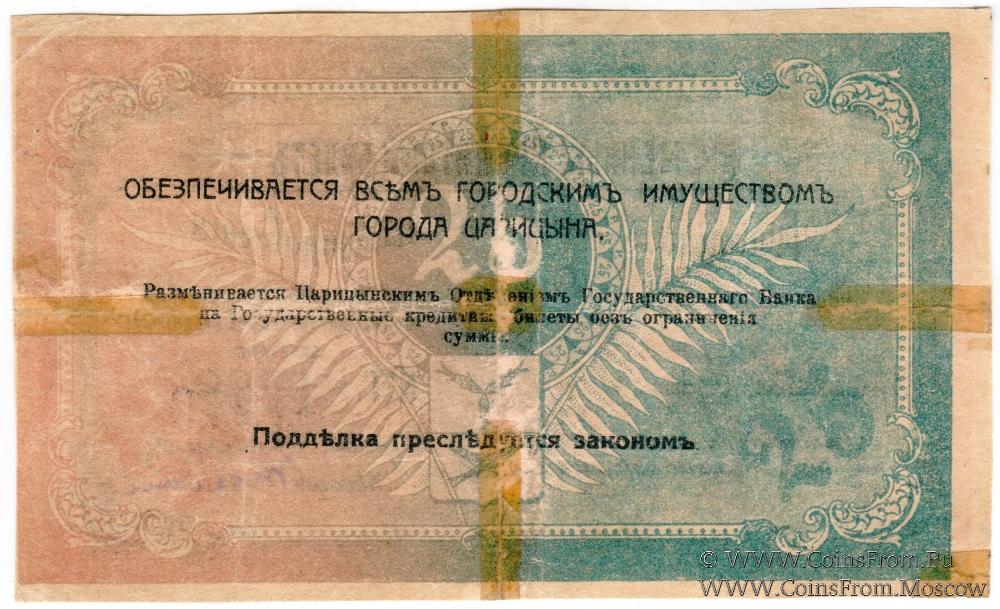 ОБЕЗПЕЧИВАЕТСЯ ВСѢМЪ ГОРОДСКИМЪ ИМУЩЕСТВОМЪ
ГОРОДА ЦАРИЦЫНА.
Размѣнивается Царицынскимъ Отдѣленіемъ Государственнаго Банка
на Государственные кредитные билеты безъ ограниченія
суммы.
Поддѣлка преслѣдуется закономъ.
© WWW.CoinsFrom.Ru
WWW.CoinsFrom.Moscow